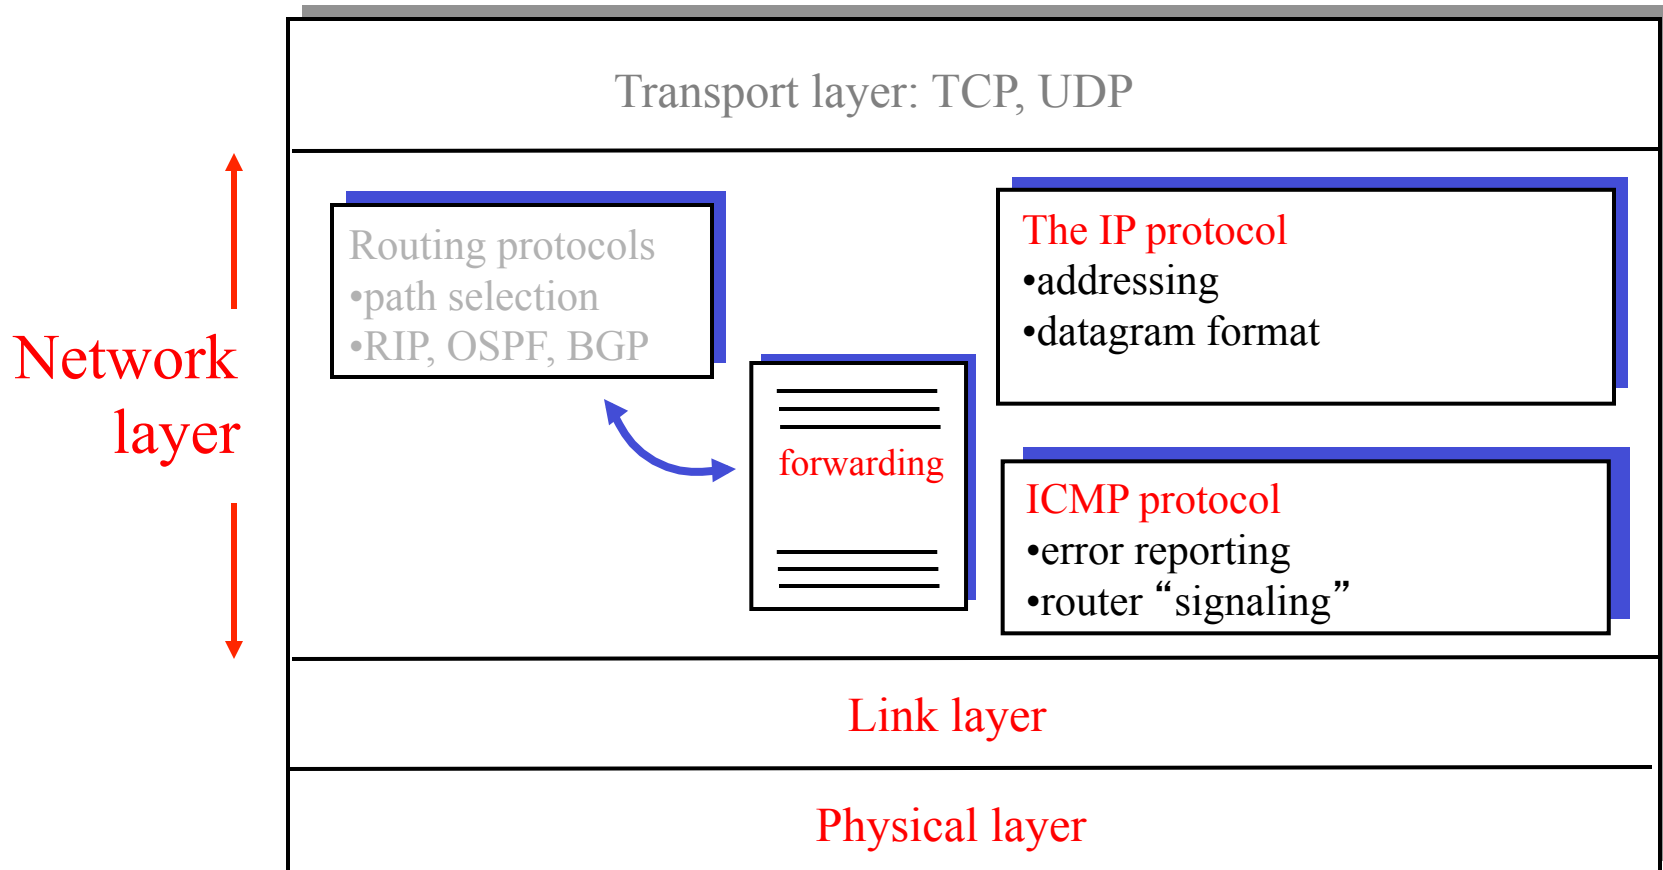 Transport layer: TCP, UDP
Network
layer
Routing protocols
•path selection
•RIP, OSPF, BGP
forwarding
The IP protocol
•addressing
•datagram format
ICMP protocol
•error reporting
•router “signaling”
Link layer
Physical layer